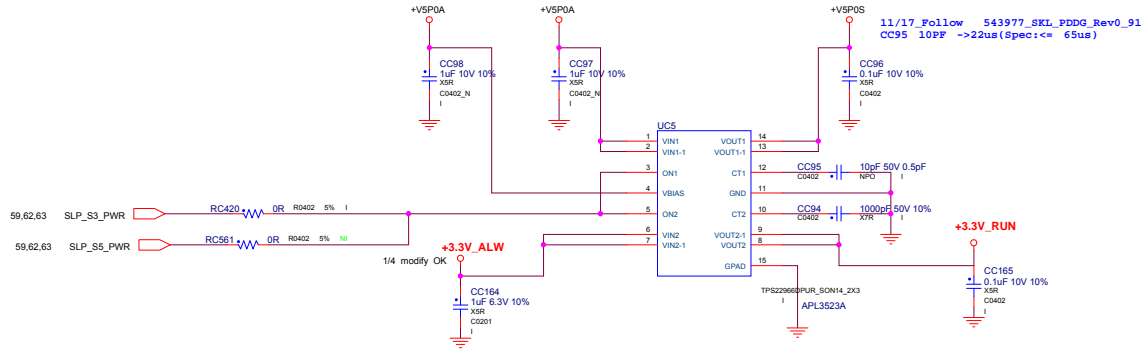 +V5P0A
+V5P0A
+V5P0S
11/17_Follow 543977_SKL_PDDG_Rev0_91
CC95 10PF ->22us(Spec:<= 65us)
CC98
1uF 10V 10%
X5R
C0402_N
I
CC97
1uF 10V 10%
X5R
C0402_N
I
CC96
0.1uF 10V 10%
X5R
C0402
I
UC5
1 VIN1 VOUT1 14
2 VIN1-1 VOUT1-1 13
3 ON1 CT1 12
4 VBIAS GND 11
5 ON2 CT2 10
6 VIN2 VOUT2-1 9
7 VIN2-1 VOUT2 8
GPAD 15
CC95 10pF 50V 0.5pF
C0402 NPO I
CC94 1000pF 50V 10%
C0402 X7R I
59,62,63 SLP_S3_PWR RC420 0R R0402 5% I
59,62,63 SLP_S5_PWR RC561 0R R0402 5% NI
+3.3V_ALW
1/4 modify OK
CC164
1uF 6.3V 10%
X5R
C0201
I
+3.3V_RUN
CC165
0.1uF 10V 10%
X5R
C0402
I
TPS22966DPUR_SON14_2X3
I
APL3523A